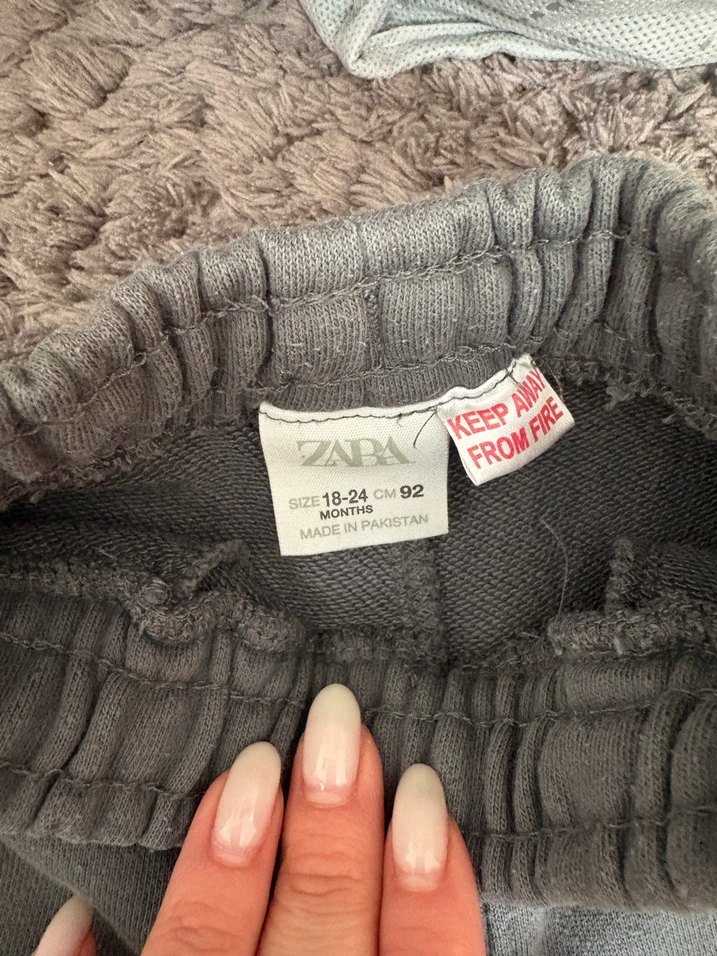 ZARA
SIZE 18-24 CM 92
MONTHS
MADE IN PAKISTAN
KEEP AWAY
FROM FIRE